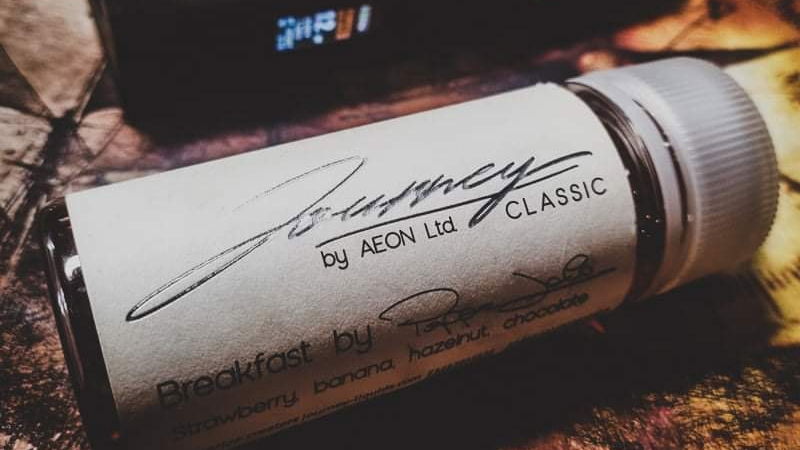 Journey
by AEON Ltd.
CLASSIC
Breakfast by
Strawberry, banana, hazelnut, chocolate